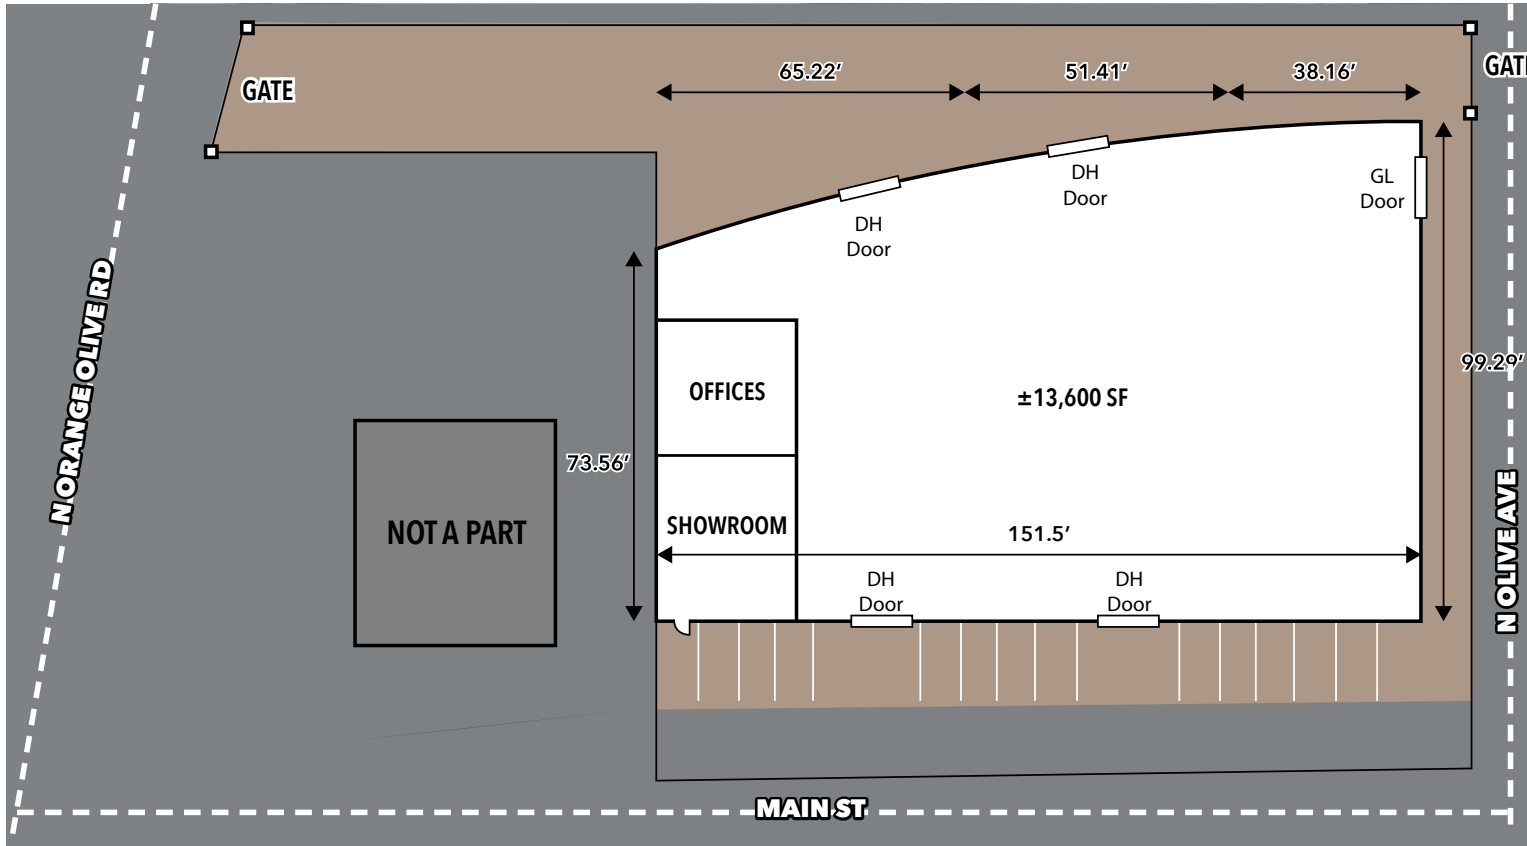 65.22’
51.41’
38.16’
GATE
GATE
DH
Door
DH
Door
GL
Door
N ORANGE OLIVE RD
OFFICES
±13,600 SF
99.29’
73.56’
NOT A PART
SHOWROOM
151.5’
DH
Door
DH
Door
N OLIVE AVE
MAIN ST